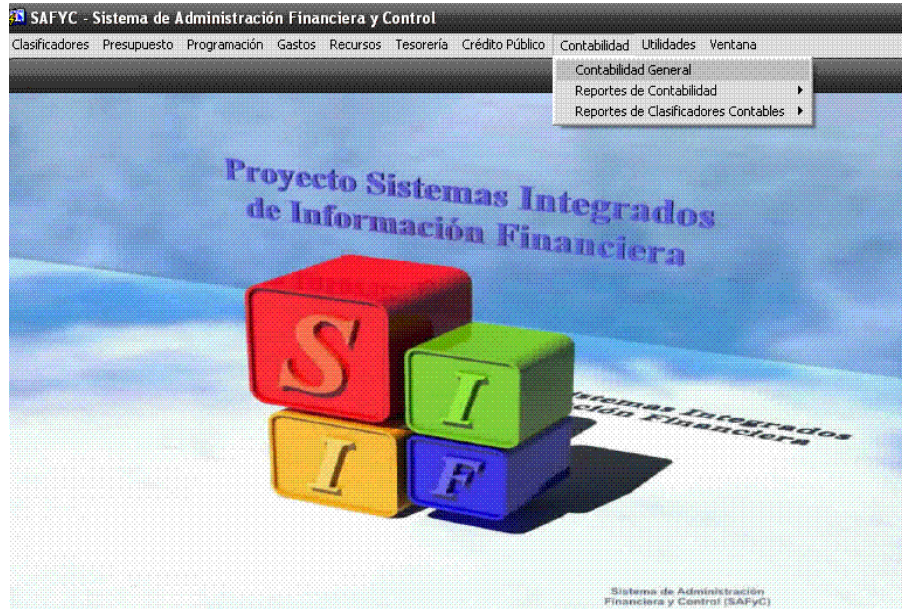 SAFYC - Sistema de Administración Financiera y Control
Clasificadores Presupuesto Programación Gastos Recursos Tesorería Crédito Público Contabilidad Utilidades Ventana
Contabilidad General
Reportes de Contabilidad
Reportes de Clasificadores Contables
Proyecto Sistemas Integrados
de Información Financiera
S
I
I
F
Sistemas Integrados
ción Financiera
Sistema de Administración
Financiera y Control (SAFyC)